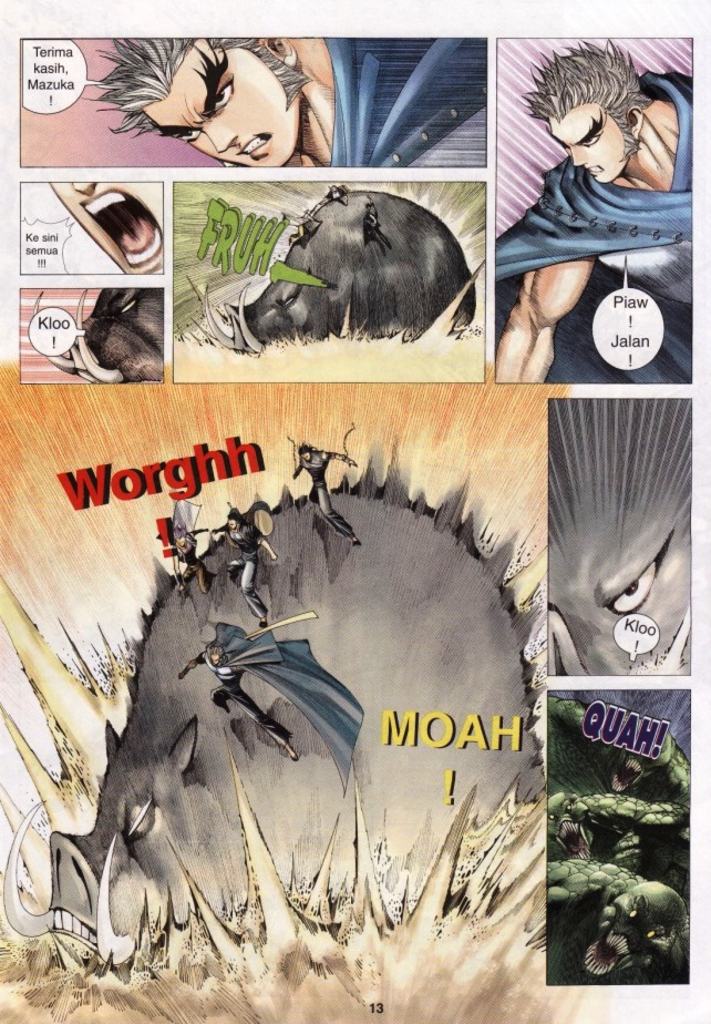 Terima
kasih,
Mazuka
!
Piaw
!
Jalan
!
Ke sini
semua
!!!
FRUH
Kloo
!
Worghh
!
MOAH
!
Kloo
!
QUAH!
13